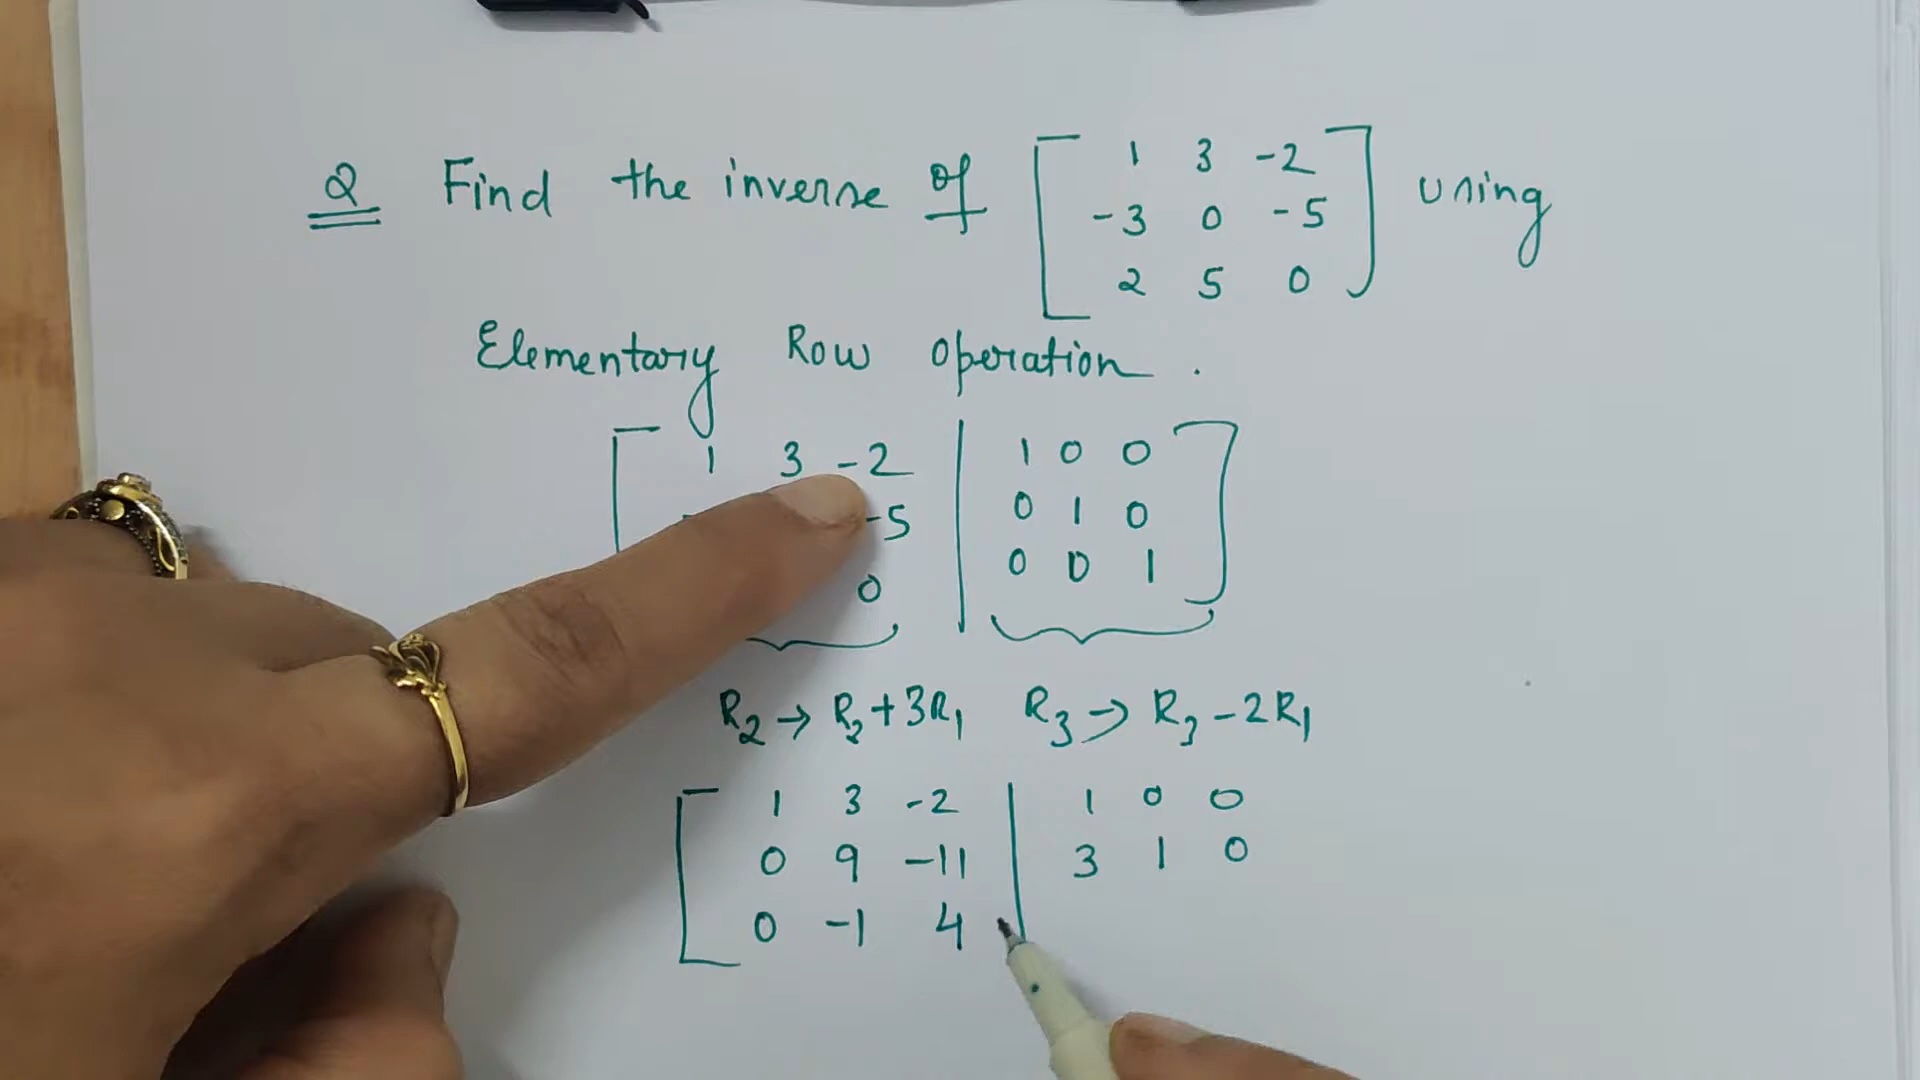 Q Find the inverse of [ 1 3 -2 ] using
-3 0 -5
2 5 0
Elementary Row operation .
1 3 -2 | 1 0 0
-5 | 0 1 0
0 | 0 0 1
R2 → R2 + 3R1 R3 → R3 - 2R1
1 3 -2 | 1 0 0
0 9 -11 | 3 1 0
0 -1 4